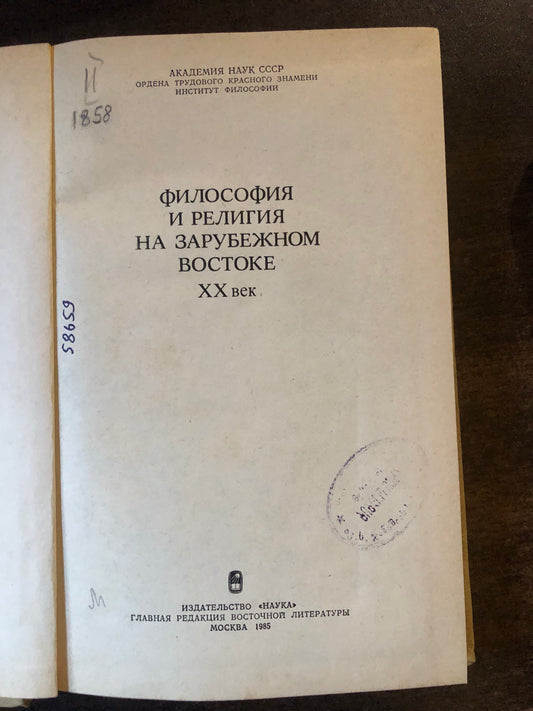 II
1858
АКАДЕМИЯ НАУК СССР
ОРДЕНА ТРУДОВОГО КРАСНОГО ЗНАМЕНИ
ИНСТИТУТ ФИЛОСОФИИ
ФИЛОСОФИЯ
И РЕЛИГИЯ
НА ЗАРУБЕЖНОМ
ВОСТОКЕ
XX век
58659
М
ИЗДАТЕЛЬСТВО «НАУКА»
ГЛАВНАЯ РЕДАКЦИЯ ВОСТОЧНОЙ ЛИТЕРАТУРЫ
МОСКВА 1985